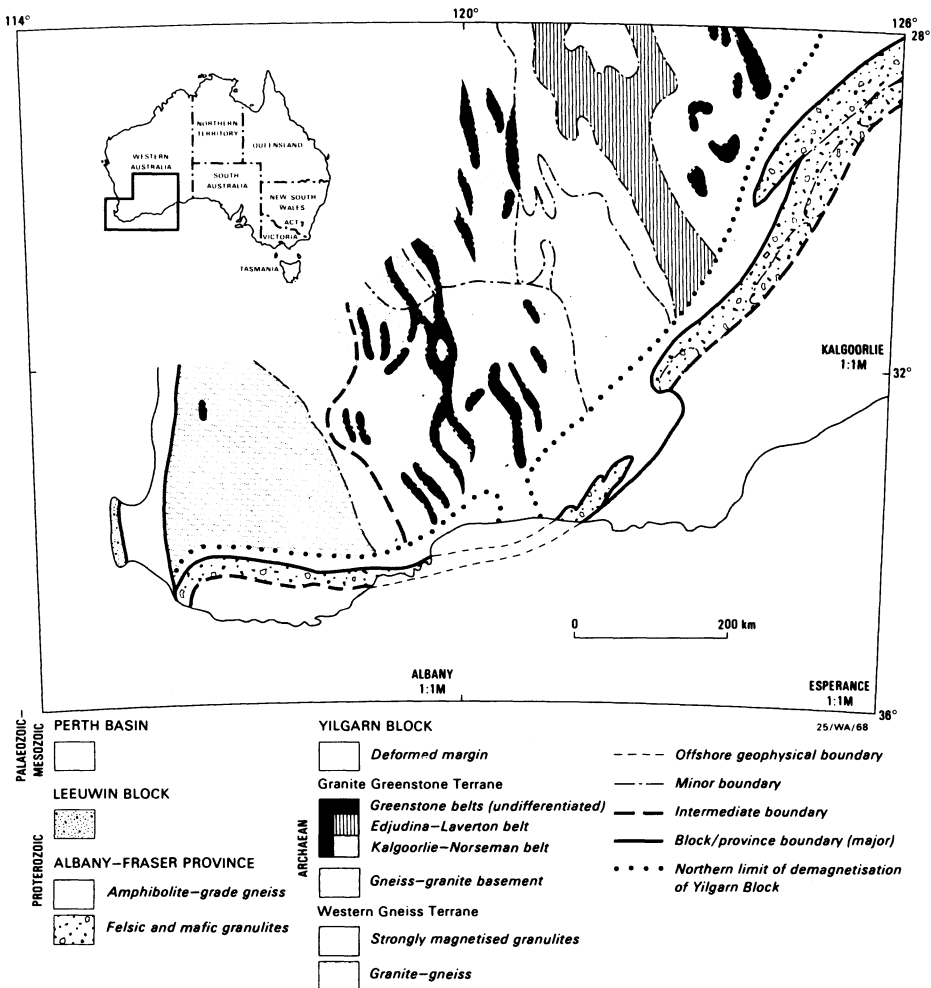 114°
120°
126°
28°
NORTHERN
TERRITORY
QUEENSLAND
WESTERN
AUSTRALIA
SOUTH
AUSTRALIA
NEW SOUTH
WALES
ACT
VICTORIA
TASMANIA
KALGOORLIE
1:1M
32°
0
200 km
ALBANY
1:1M
ESPERANCE
1:1M
36°
25/WA/68
PALAEOZOIC–
MESOZOIC
PERTH BASIN
LEEUWIN BLOCK
PROTEROZOIC
ALBANY–FRASER PROVINCE
Amphibolite–grade gneiss
Felsic and mafic granulites
ARCHAEAN
YILGARN BLOCK
Deformed margin
Granite Greenstone Terrane
Greenstone belts (undifferentiated)
Edjudina–Laverton belt
Kalgoorlie–Norseman belt
Gneiss–granite basement
Western Gneiss Terrane
Strongly magnetised granulites
Granite–gneiss
Offshore geophysical boundary
Minor boundary
Intermediate boundary
Block/province boundary (major)
Northern limit of demagnetisation
of Yilgarn Block